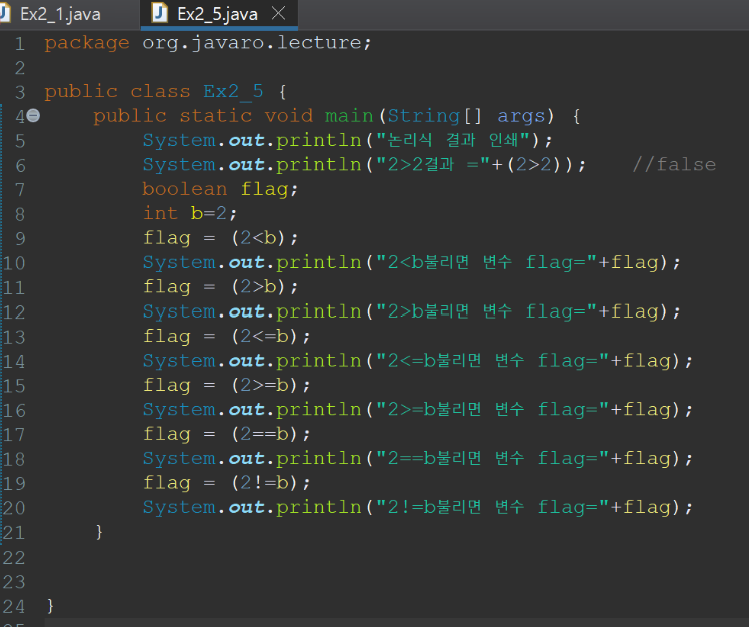 Ex2_1.java Ex2_5.java
1 package org.javaro.lecture;
2
3 public class Ex2_5 {
4 public static void main(String[] args) {
5 System.out.println("논리식 결과 인쇄");
6 System.out.println("2>2결과 ="+(2>2)); //false
7 boolean flag;
8 int b=2;
9 flag = (2<b);
10 System.out.println("2<b불리면 변수 flag="+flag);
11 flag = (2>b);
12 System.out.println("2>b불리면 변수 flag="+flag);
13 flag = (2<=b);
14 System.out.println("2<=b불리면 변수 flag="+flag);
15 flag = (2>=b);
16 System.out.println("2>=b불리면 변수 flag="+flag);
17 flag = (2==b);
18 System.out.println("2==b불리면 변수 flag="+flag);
19 flag = (2!=b);
20 System.out.println("2!=b불리면 변수 flag="+flag);
21 }
22
23
24 }
25